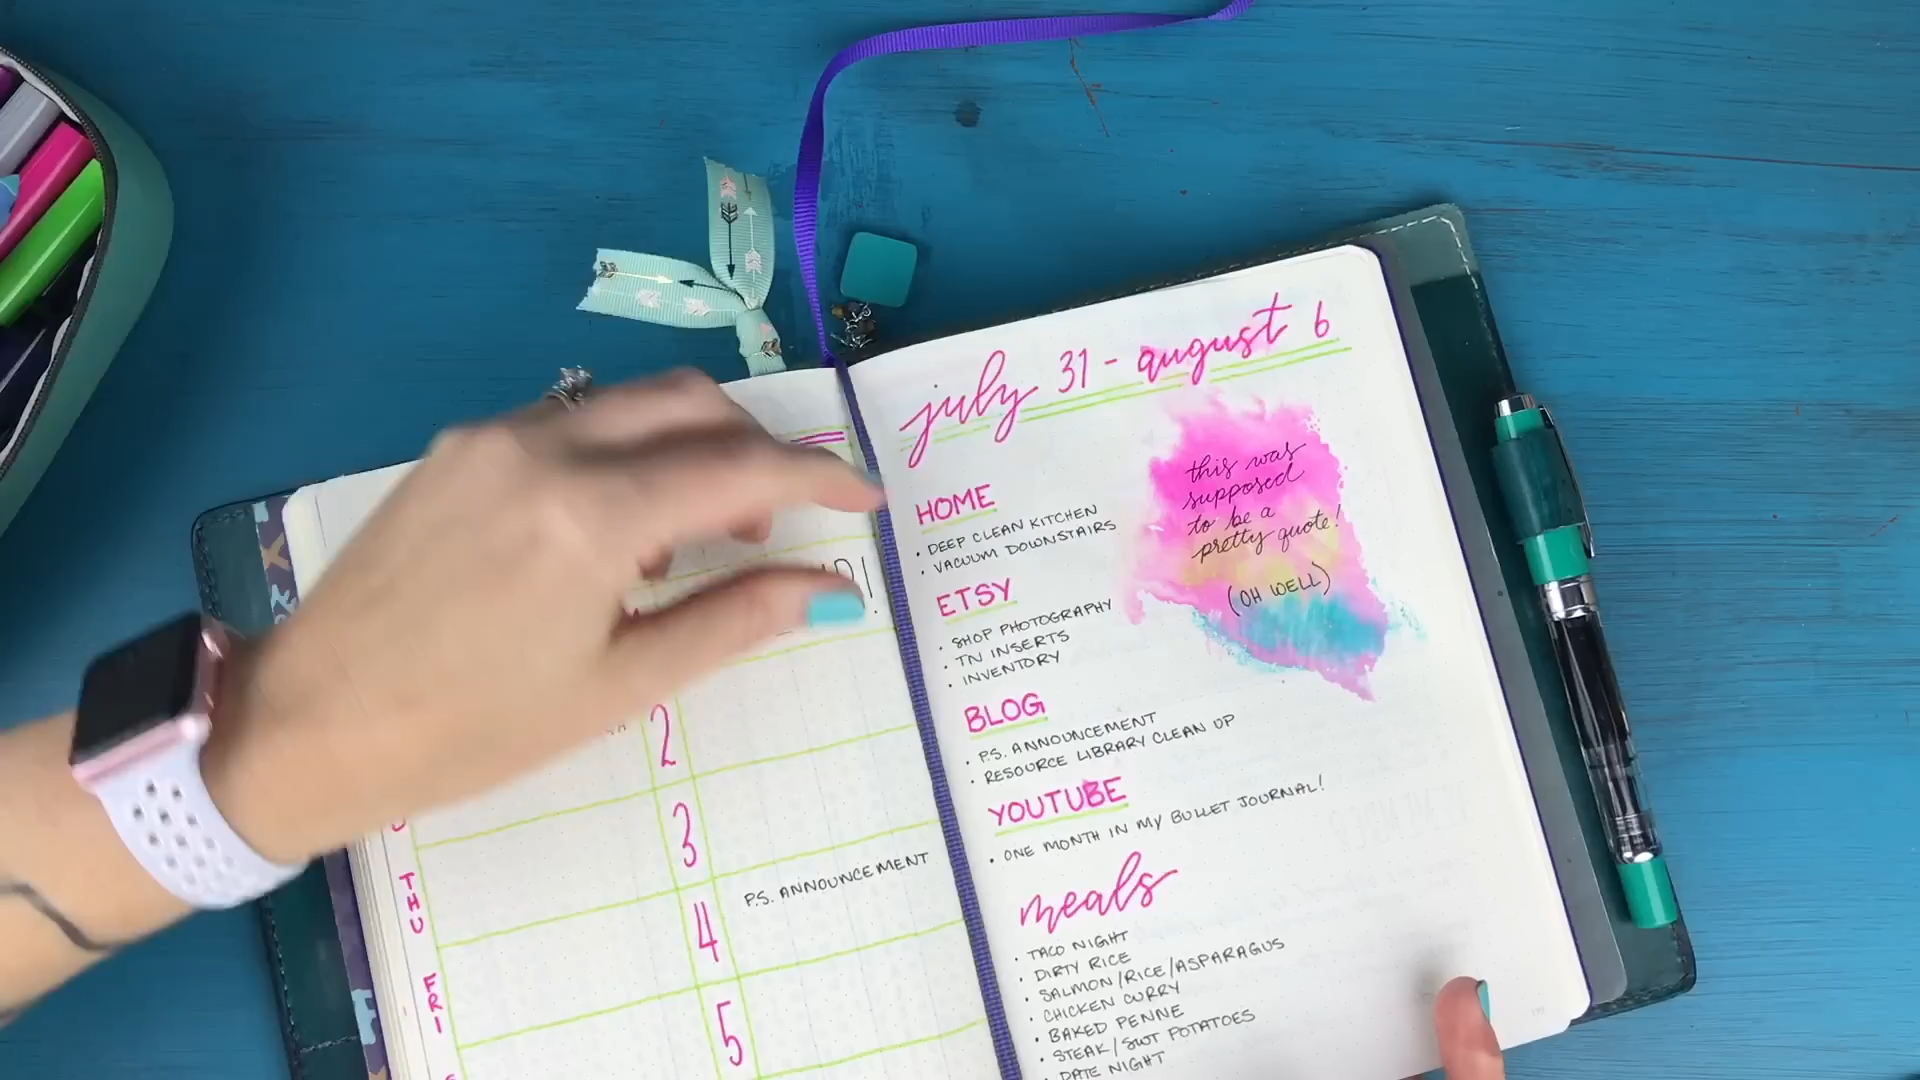 THU
FRI
2
3
4
5
P.S. ANNOUNCEMENT
july 31 - august 6
this was
supposed
to be a
pretty quote!
(OH WELL)
HOME
• DEEP CLEAN KITCHEN
• VACUUM DOWNSTAIRS
ETSY
• SHOP PHOTOGRAPHY
• TN INSERTS
• INVENTORY
BLOG
• P.S. ANNOUNCEMENT
• RESOURCE LIBRARY CLEAN UP
YOUTUBE
• ONE MONTH IN MY BULLET JOURNAL!
meals
• TACO NIGHT
• DIRTY RICE
• SALMON/RICE/ASPARAGUS
• CHICKEN CURRY
• BAKED PENNE
• STEAK/SWT POTATOES
• DATE NIGHT